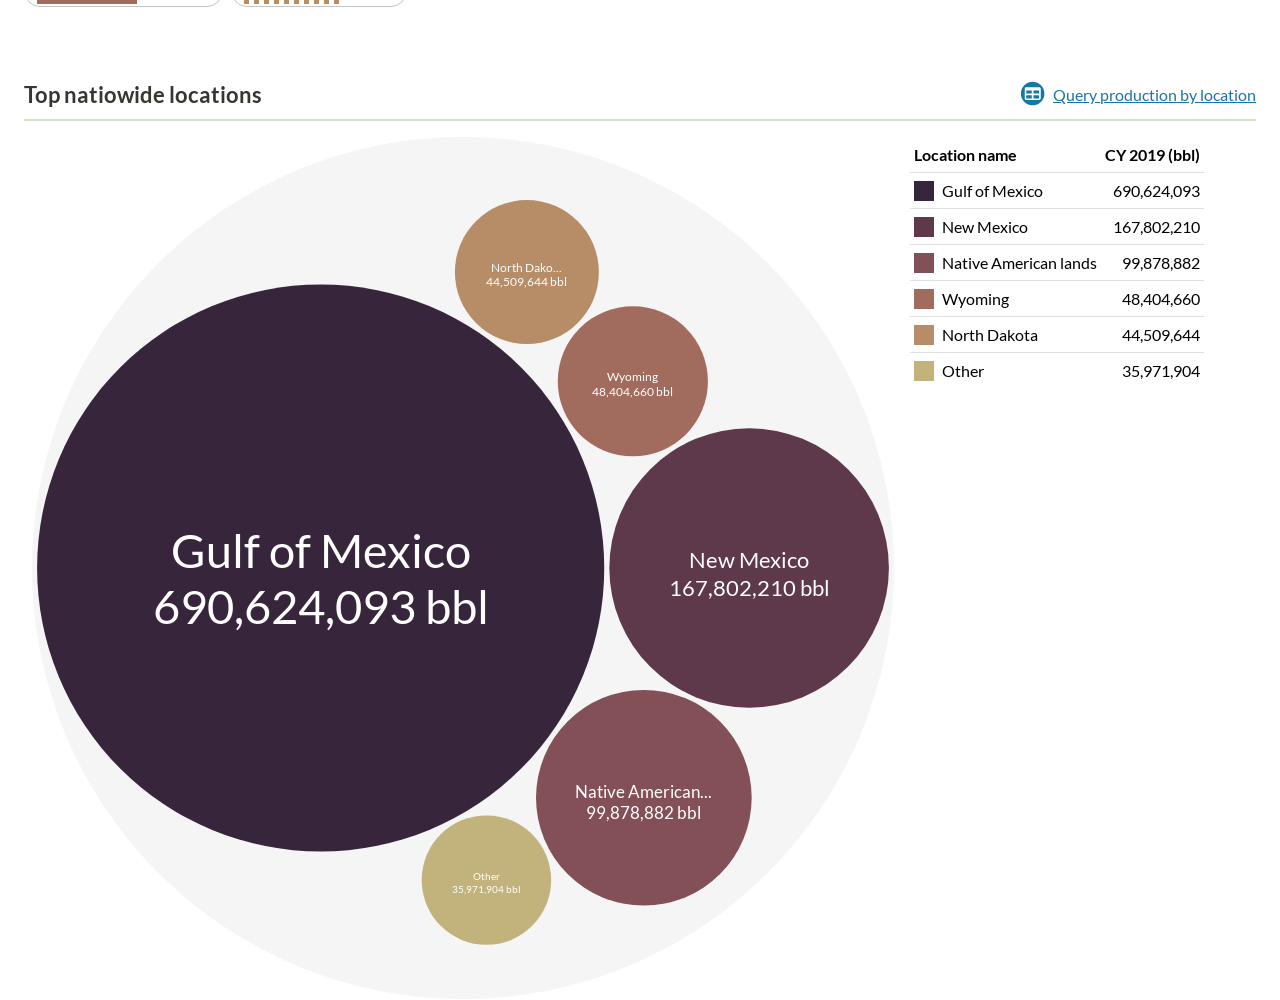 Top natiowide locations
Query production by location
Location name CY 2019 (bbl)
Gulf of Mexico 690,624,093
New Mexico 167,802,210
Native American lands 99,878,882
Wyoming 48,404,660
North Dakota 44,509,644
Other 35,971,904
North Dako...
44,509,644 bbl
Wyoming
48,404,660 bbl
Gulf of Mexico
690,624,093 bbl
New Mexico
167,802,210 bbl
Native American...
99,878,882 bbl
Other
35,971,904 bbl